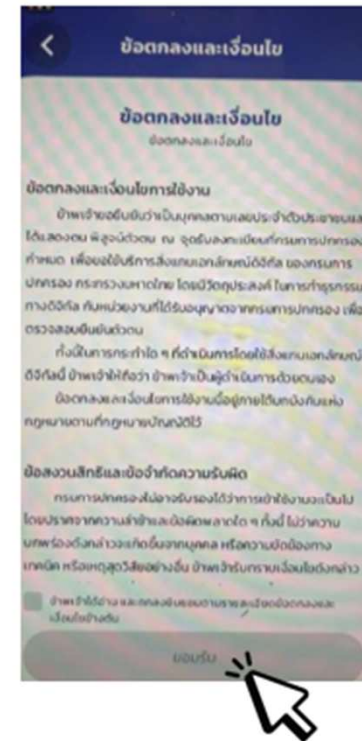 ข้อตกลงและเงื่อนไข
ข้อตกลงและเงื่อนไข
ข้อตกลงและเงื่อนไข
ข้อตกลงและเงื่อนไขการใช้งาน
ข้าพเจ้าขอยืนยันว่าเป็นบุคคลตามเลขประจำตัวประชาชนและ
ได้แสดงตน พิสูจน์ตัวตน ณ จุดรับลงทะเบียนที่กรมการปกครอง
กำหนด เพื่อขอใช้บริการสิ่งแทนเอกลักษณ์ดิจิทัล ของกรมการ
ปกครอง กระทรวงมหาดไทย โดยมีวัตถุประสงค์ ในการทำธุรกรรม
ทางดิจิทัล กับหน่วยงานที่ได้รับอนุญาตจากกรมการปกครอง เพื่อ
ตรวจสอบยืนยันตัวตน
ทั้งนี้ในการกระทำใด ๆ ที่ดำเนินการโดยใช้สิ่งแทนเอกลักษณ์
ดิจิทัลนี้ ข้าพเจ้าให้ถือว่า ข้าพเจ้าเป็นผู้ดำเนินการด้วยตนเอง
ข้อตกลงและเงื่อนไขการใช้งานนี้อยู่ภายใต้บทบังคับแห่ง
กฎหมายตามที่กฎหมายบัญญัติไว้
ข้อสงวนสิทธิและข้อจำกัดความรับผิด
กรมการปกครองไม่อาจรับรองได้ว่าการเข้าใช้งานจะเป็นไป
โดยปราศจากความล่าช้าและข้อผิดพลาดใด ๆ ทั้งนี้ ไม่ว่าความ
บกพร่องดังกล่าวจะเกิดขึ้นจากบุคคล หรือความขัดข้องทาง
เทคนิค หรือเหตุสุดวิสัยอย่างอื่น ข้าพเจ้ารับทราบเงื่อนไขดังกล่าว
ข้าพเจ้าได้อ่าน และตกลงยินยอมตามรายละเอียดข้อตกลงและ
เงื่อนไขข้างต้น
ยอมรับ